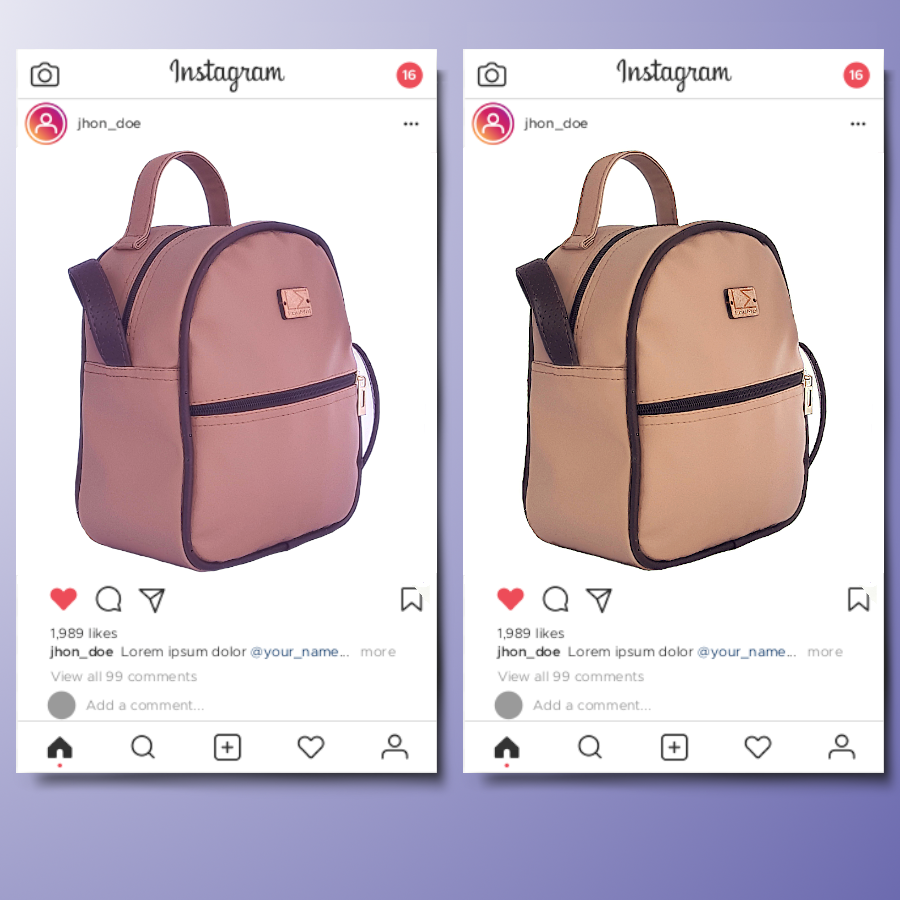 Instagram
16
jhon_doe
1,989 likes
jhon_doe Lorem ipsum dolor @your_name... more
View all 99 comments
Add a comment...
Instagram
16
jhon_doe
1,989 likes
jhon_doe Lorem ipsum dolor @your_name... more
View all 99 comments
Add a comment...